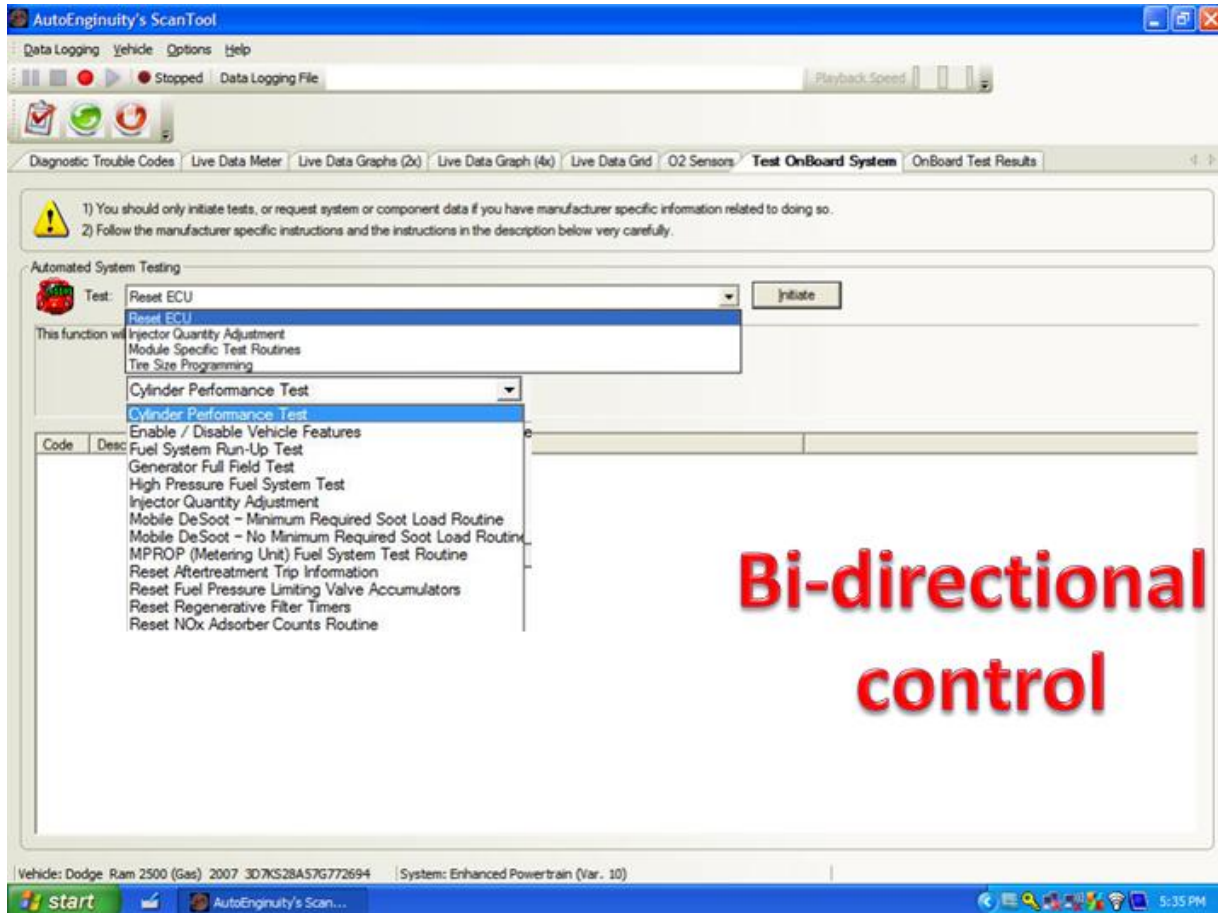 AutoEnginuity's ScanTool
Data Logging Vehicle Options Help
Stopped Data Logging File Playback Speed
Diagnostic Trouble Codes Live Data Meter Live Data Graphs (2x) Live Data Graph (4x) Live Data Grid O2 Sensors Test OnBoard System OnBoard Test Results
1) You should only initiate tests, or request system or component data if you have manufacturer specific information related to doing so.
2) Follow the manufacturer specific instructions and the instructions in the description below very carefully.
Automated System Testing
Test: Reset ECU Initiate
Reset ECU
This function will
Injector Quantity Adjustment
Module Specific Test Routines
Tire Size Programming
Cylinder Performance Test
Cylinder Performance Test
Enable / Disable Vehicle Features
Code Desc
Fuel System Run-Up Test
Generator Full Field Test
High Pressure Fuel System Test
Injector Quantity Adjustment
Mobile DeSoot - Minimum Required Soot Load Routine
Mobile DeSoot - No Minimum Required Soot Load Routine
MPROP (Metering Unit) Fuel System Test Routine
Reset Aftertreatment Trip Information
Reset Fuel Pressure Limiting Valve Accumulators
Reset Regenerative Filter Timers
Reset NOx Adsorber Counts Routine
Bi-directional
control
Vehicle: Dodge Ram 2500 (Gas) 2007 3D7KS28A57G772694 System: Enhanced Powertrain (Var. 10)
start AutoEnginuity's Scan... 5:35 PM